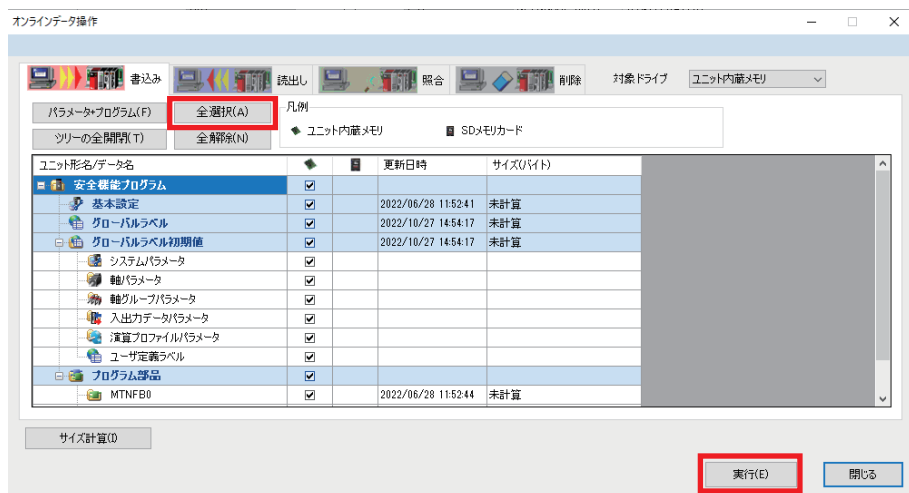 オンラインデータ操作
書込み 読出し 照合 削除 対象ドライブ ユニット内蔵メモリ
パラメータ+プログラム(F) 全選択(A) 凡例
ツリーの全開閉(T) 全解除(N) ユニット内蔵メモリ SDメモリカード
ユニット形名/データ名 更新日時 サイズ(バイト)
安全機能プログラム
基本設定 2022/06/28 11:52:41 未計算
グローバルラベル 2022/10/27 14:54:17 未計算
グローバルラベル初期値 2022/10/27 14:54:17 未計算
システムパラメータ
軸パラメータ
軸グループパラメータ
入出力データパラメータ
演算プロファイルパラメータ
ユーザ定義ラベル
プログラム部品
MTNFB0 2022/06/28 11:52:44 未計算
サイズ計算(I)
実行(E) 閉じる